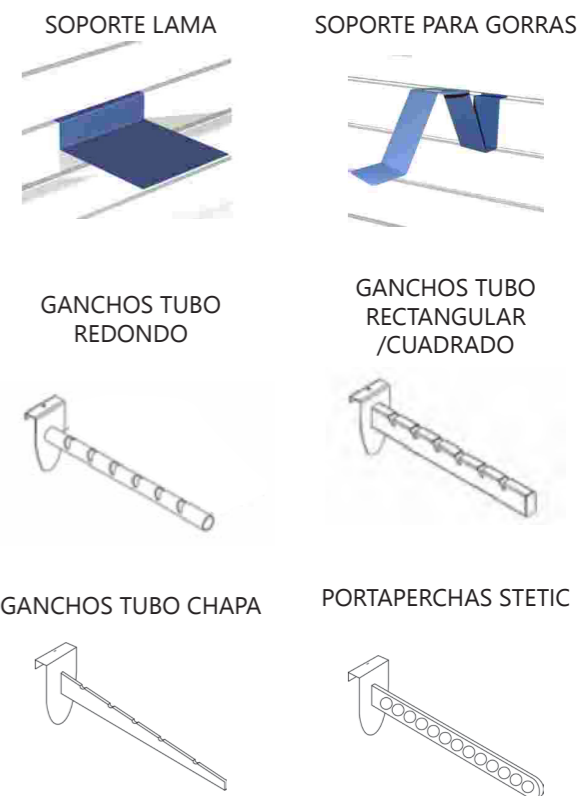 SOPORTE LAMA
SOPORTE PARA GORRAS
GANCHOS TUBO
REDONDO
GANCHOS TUBO
RECTANGULAR
/CUADRADO
GANCHOS TUBO CHAPA
PORTAPERCHAS STETIC